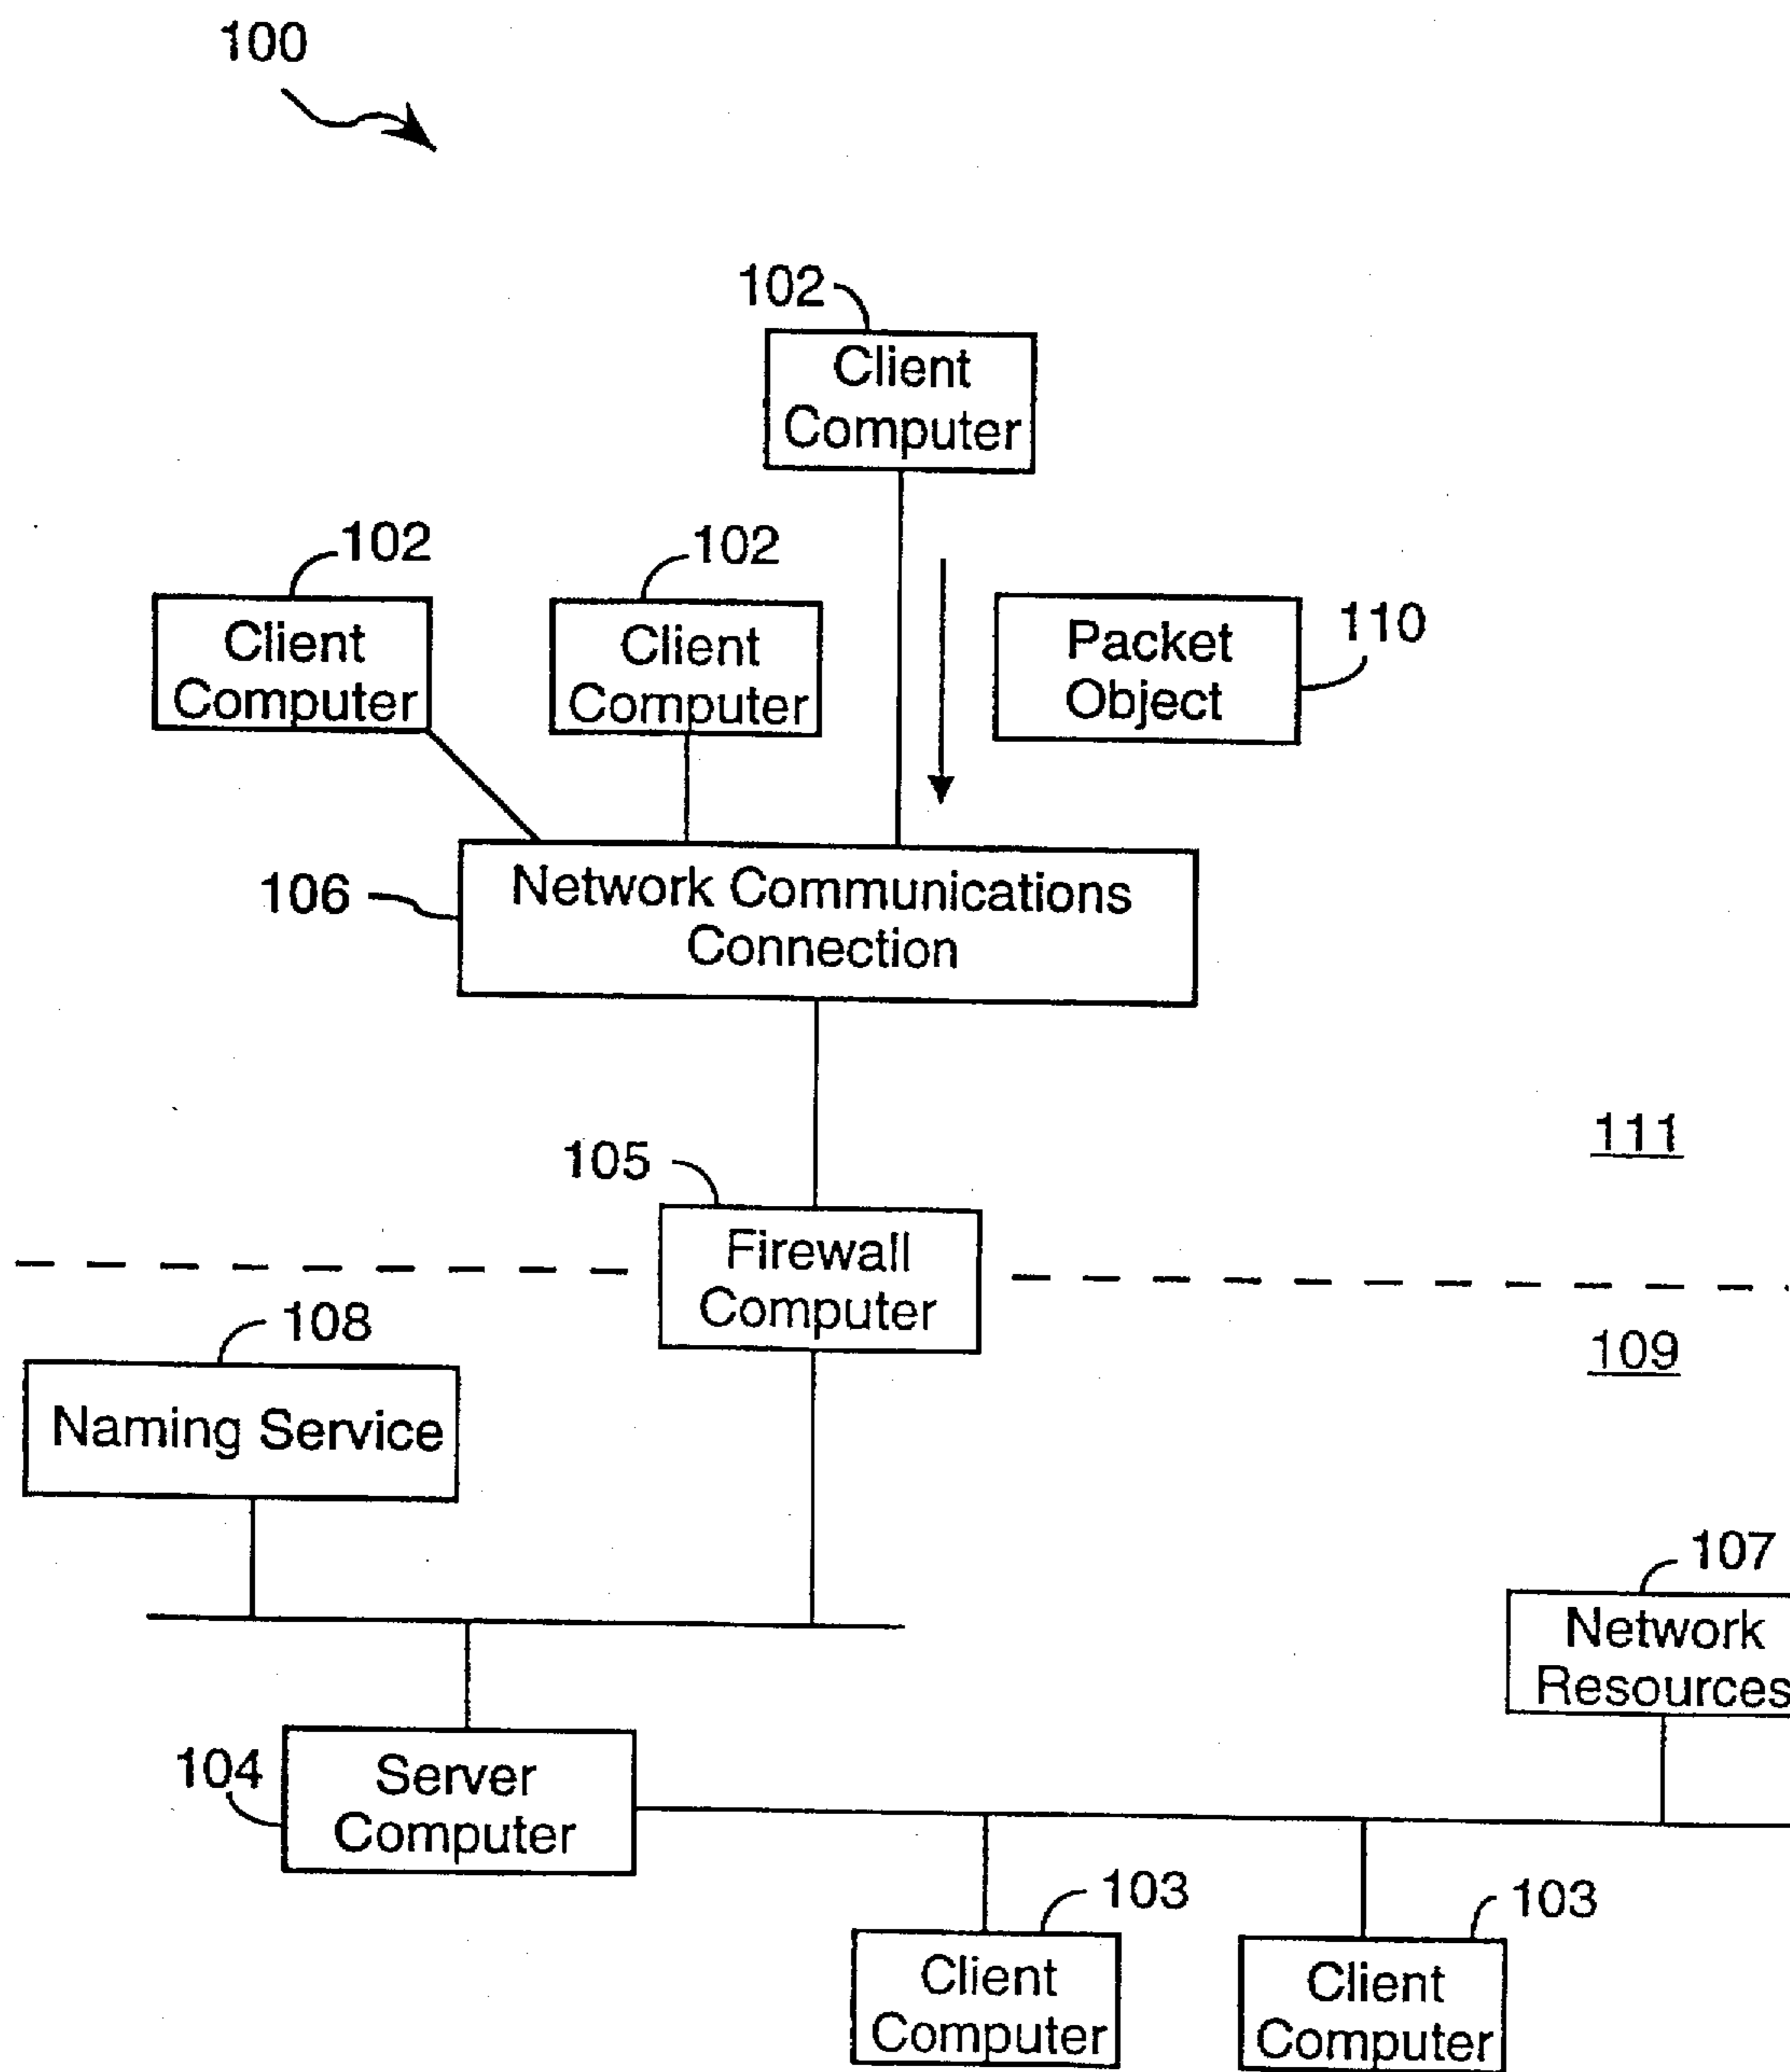 100
102
Client
Computer
102
Client
Computer
102
Client
Computer
Packet
Object
110
106
Network Communications
Connection
111
105
Firewall
Computer
109
108
Naming Service
107
Network
Resources
104
Server
Computer
103
Client
Computer
103
Client
Computer